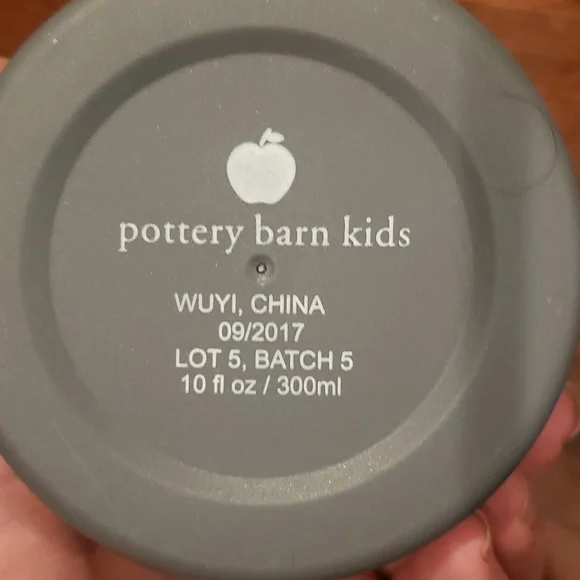 pottery barn kids
WUYI, CHINA
09/2017
LOT 5, BATCH 5
10 fl oz / 300ml